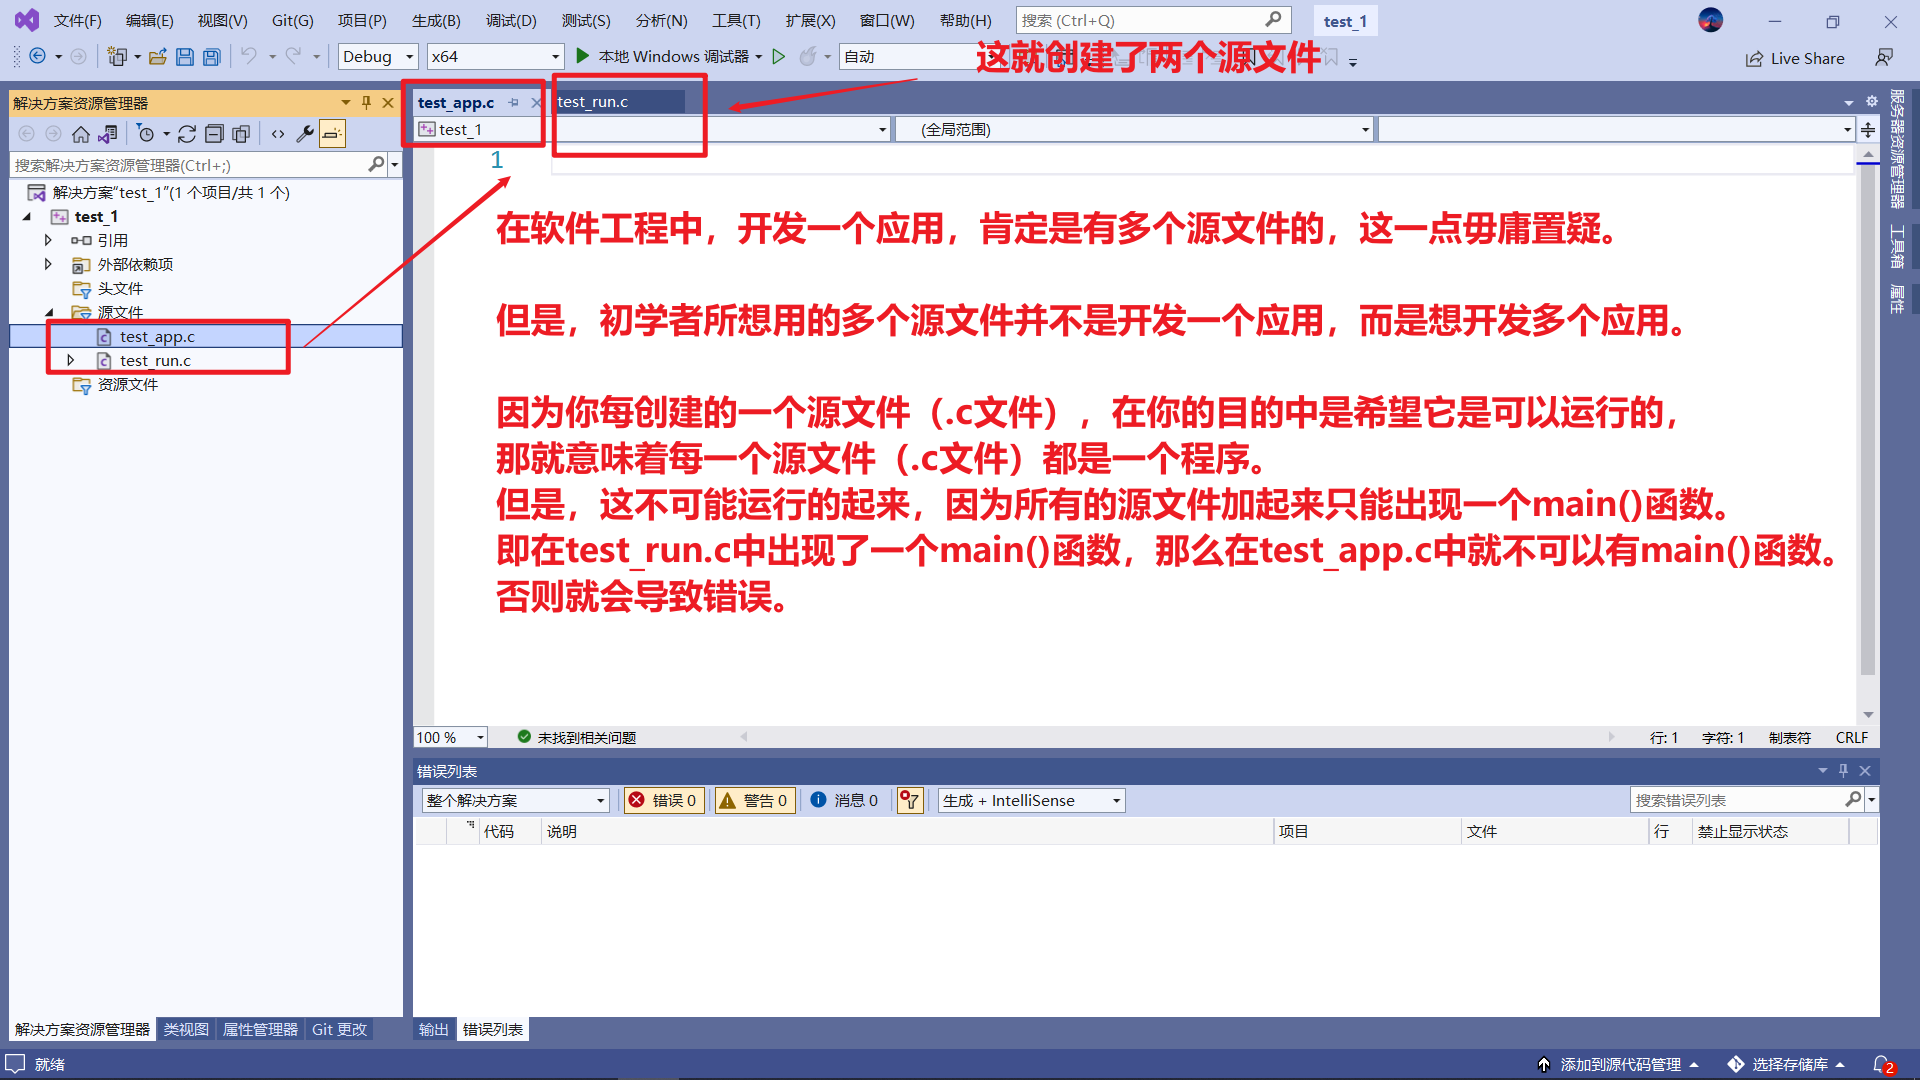 文件(F) 编辑(E) 视图(V) Git(G) 项目(P) 生成(B) 调试(D) 测试(S) 分析(N) 工具(T) 扩展(X) 窗口(W) 帮助(H) 搜索 (Ctrl+Q) test_1
Debug x64 本地 Windows 调试器 自动 Live Share
这就创建了两个源文件
解决方案资源管理器
搜索解决方案资源管理器(Ctrl+;)
解决方案"test_1"(1 个项目/共 1 个)
test_1
引用
外部依赖项
头文件
源文件
test_app.c
test_run.c
资源文件
解决方案资源管理器 类视图 属性管理器 Git 更改
test_app.c test_run.c
test_1 (全局范围)
1
在软件工程中，开发一个应用，肯定是有多个源文件的，这一点毋庸置疑。
但是，初学者所想用的多个源文件并不是开发一个应用，而是想开发多个应用。
因为你每创建的一个源文件（.c文件），在你的目的中是希望它是可以运行的，
那就意味着每一个源文件（.c文件）都是一个程序。
但是，这不可能运行的起来，因为所有的源文件加起来只能出现一个main()函数。
即在test_run.c中出现了一个main()函数，那么在test_app.c中就不可以有main()函数。
否则就会导致错误。
100 % 未找到相关问题 行: 1 字符: 1 制表符 CRLF
错误列表
整个解决方案 错误 0 警告 0 消息 0 生成 + IntelliSense 搜索错误列表
代码 说明 项目 文件 行 禁止显示状态
输出 错误列表
服务器资源管理器
工具箱
属性
就绪 添加到源代码管理 选择存储库 2